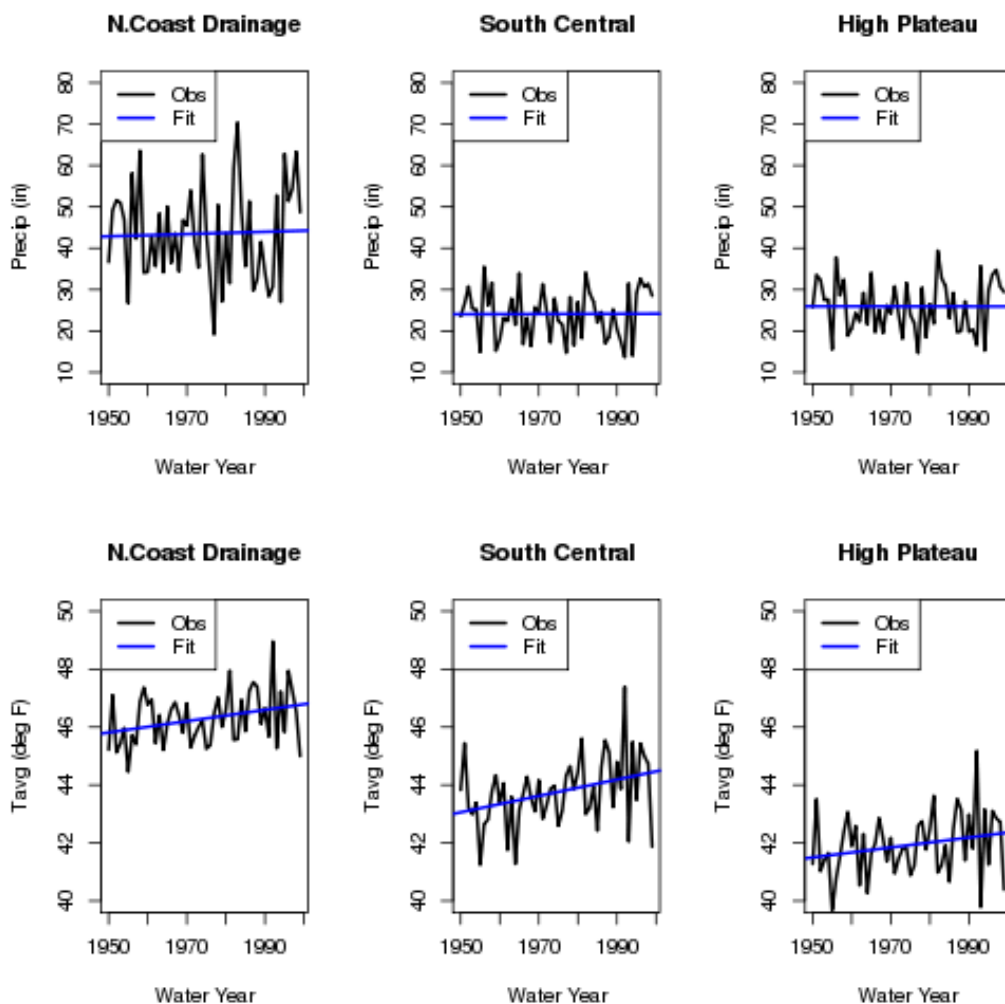 N.Coast Drainage South Central High Plateau
Obs Obs Obs
Fit Fit Fit
80 80 80
70 70 70
60 60 60
50 50 50
40 40 40
30 30 30
20 20 20
10 10 10
Precip (in) Precip (in) Precip (in)
1950 1970 1990 1950 1970 1990 1950 1970 1990
Water Year Water Year Water Year
N.Coast Drainage South Central High Plateau
Obs Obs Obs
Fit Fit Fit
50 50 50
48 48 48
46 46 46
44 44 44
42 42 42
40 40 40
Tavg (deg F) Tavg (deg F) Tavg (deg F)
1950 1970 1990 1950 1970 1990 1950 1970 1990
Water Year Water Year Water Year